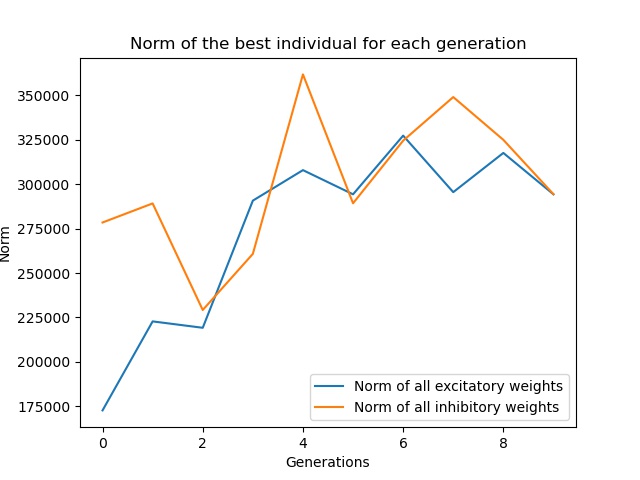 Norm of the best individual for each generation
350000
325000
300000
275000
250000
225000
200000
175000
Norm
0 2 4 6 8
Generations
Norm of all excitatory weights
Norm of all inhibitory weights